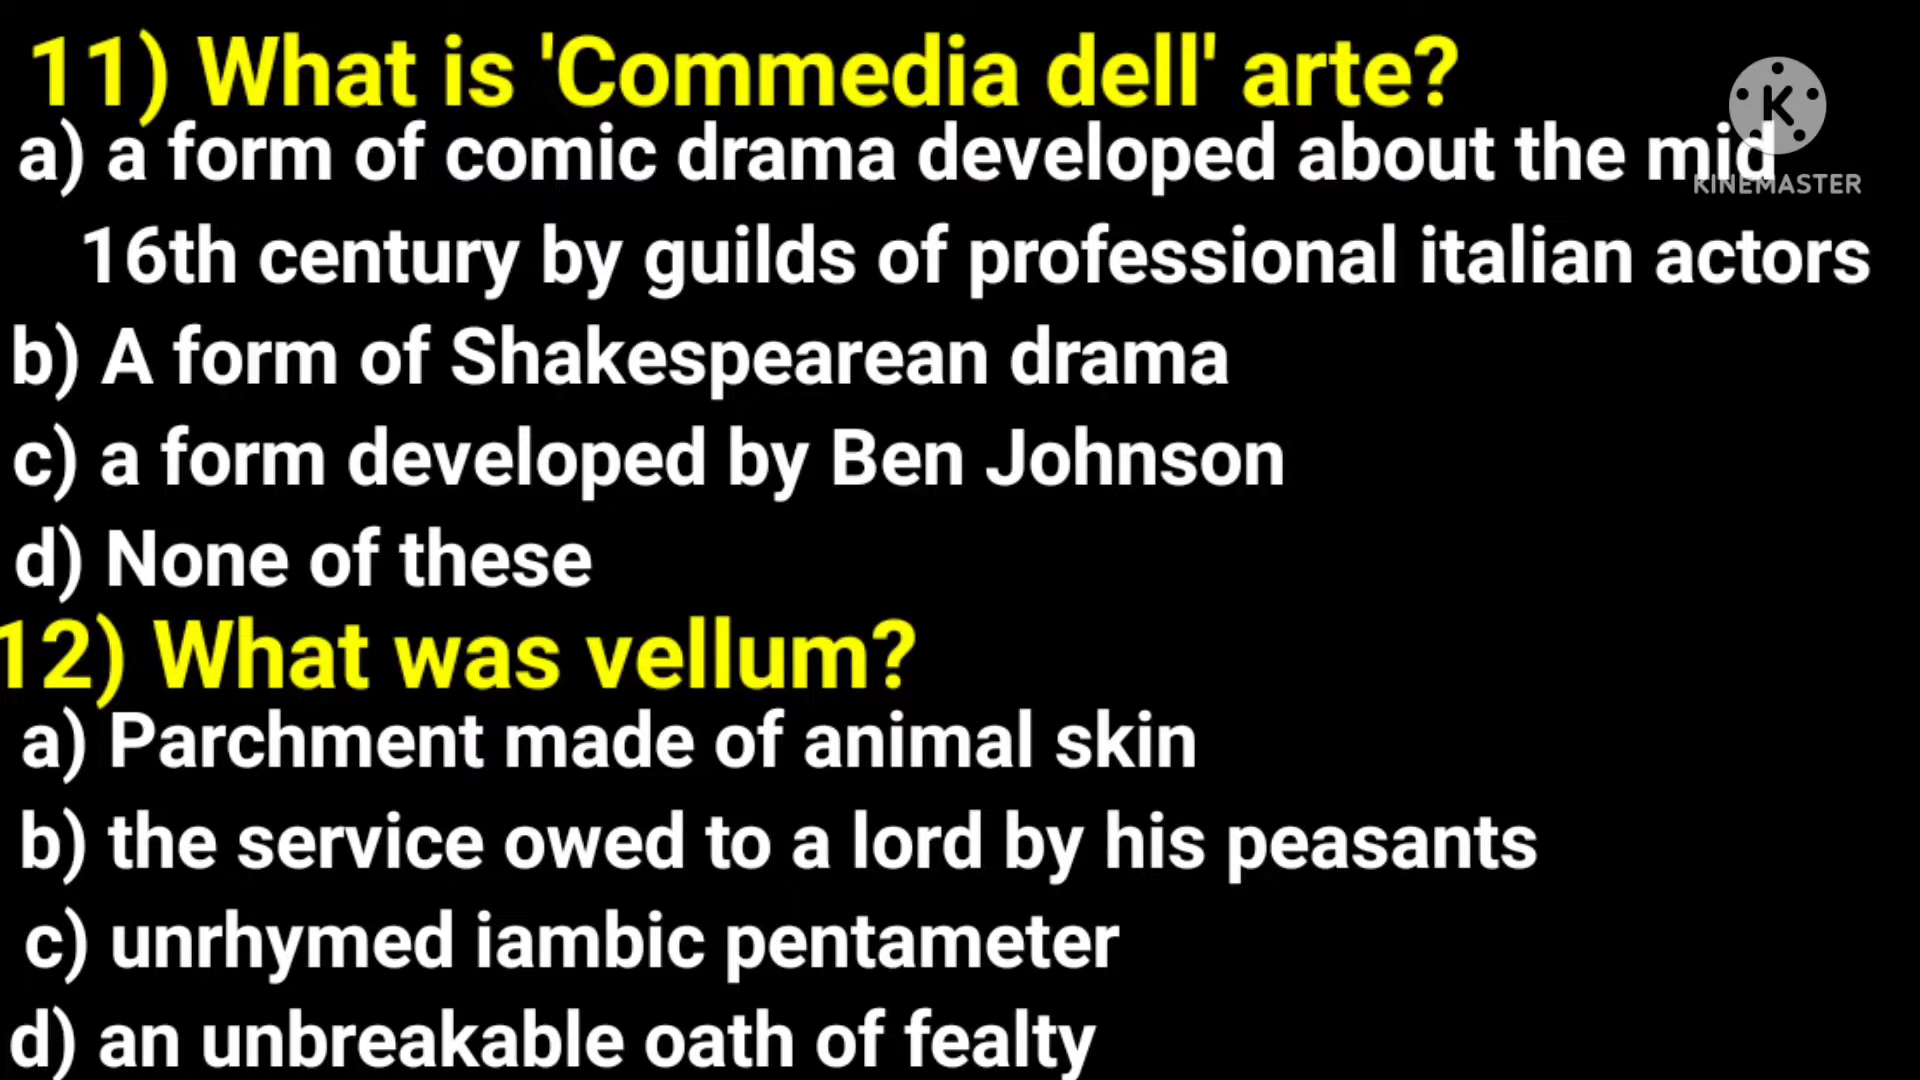 11) What is 'Commedia dell' arte?
a) a form of comic drama developed about the mid
KINEMASTER
16th century by guilds of professional italian actors
b) A form of Shakespearean drama
c) a form developed by Ben Johnson
d) None of these
12) What was vellum?
a) Parchment made of animal skin
b) the service owed to a lord by his peasants
c) unrhymed iambic pentameter
d) an unbreakable oath of fealty